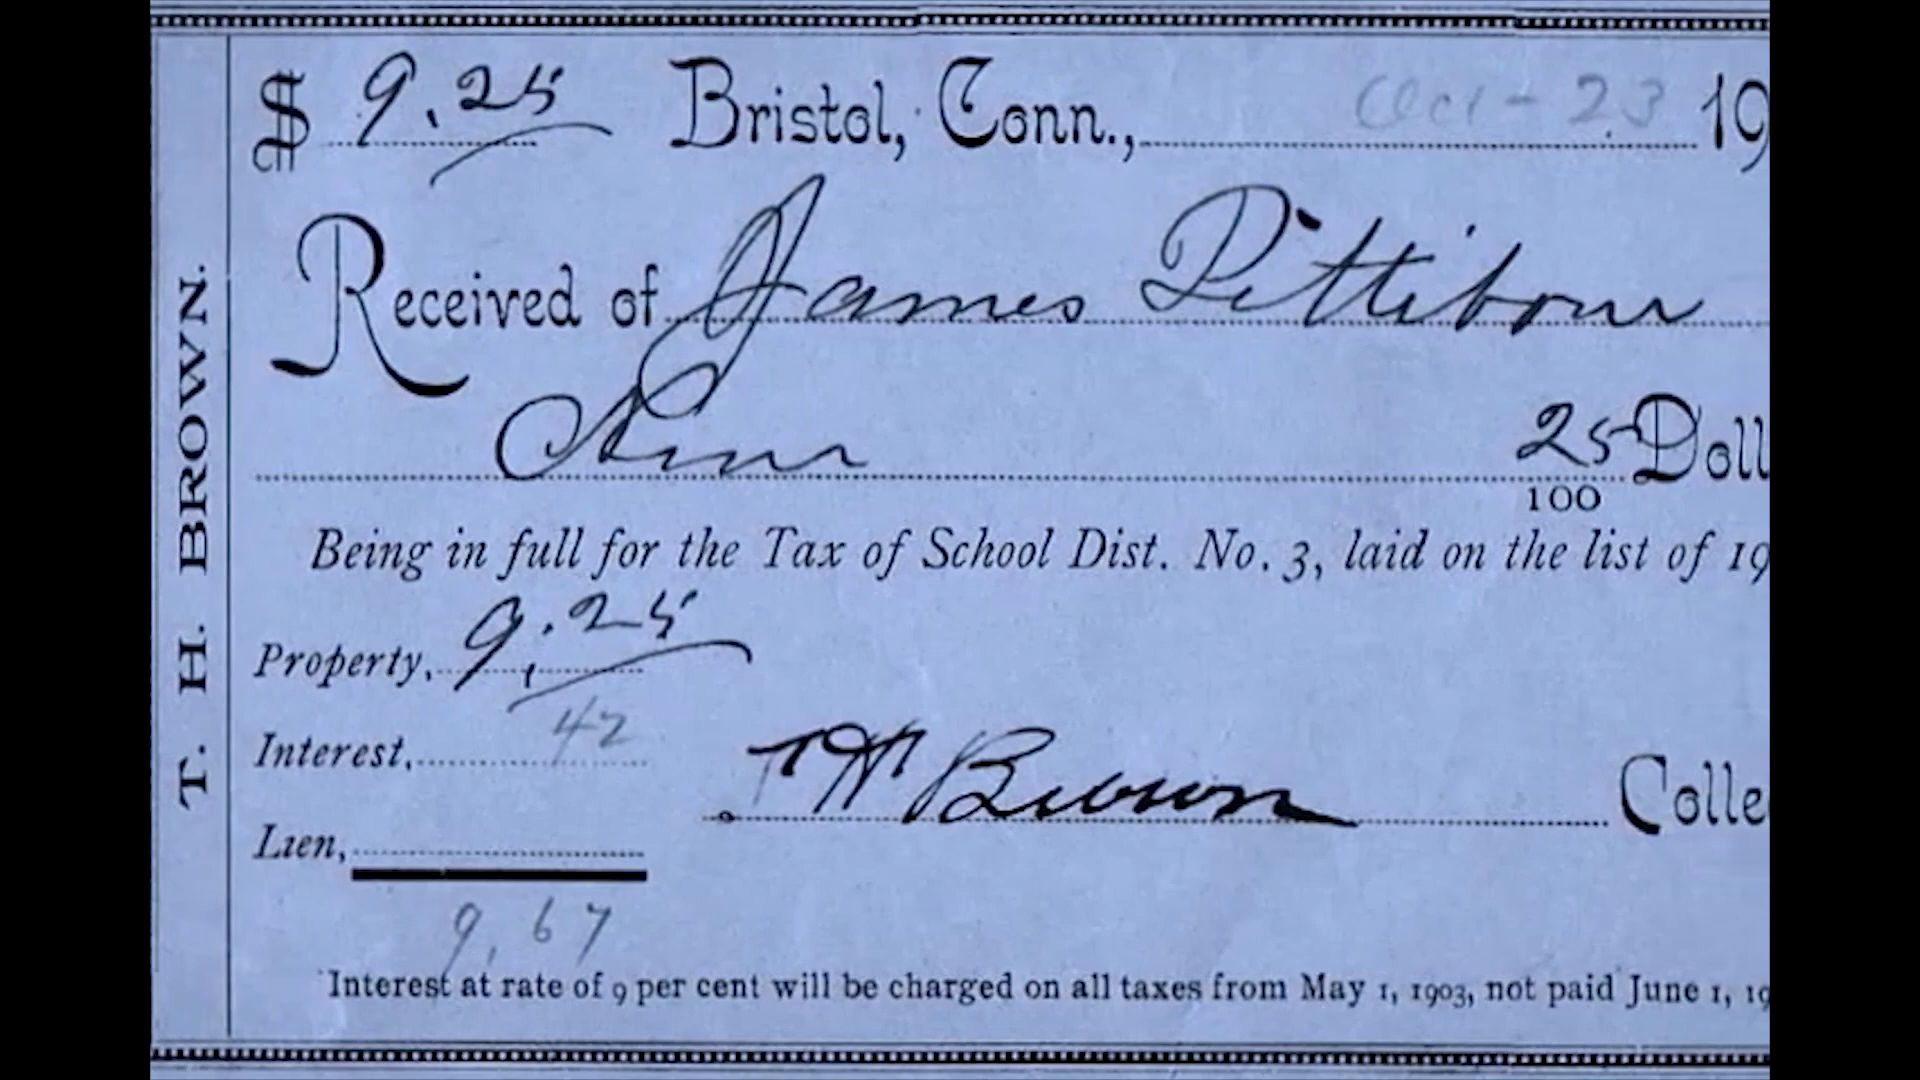 T. H. BROWN.
$ 9.25 Bristol, Conn., Oct-23 19
Received of James Pettibone
Nine 25/100 Doll
Being in full for the Tax of School Dist. No. 3, laid on the list of 19
Property, 9.25
Interest, 42
T H Brown Colle
Lien,
9.67
Interest at rate of 9 per cent will be charged on all taxes from May 1, 1903, not paid June 1, 19